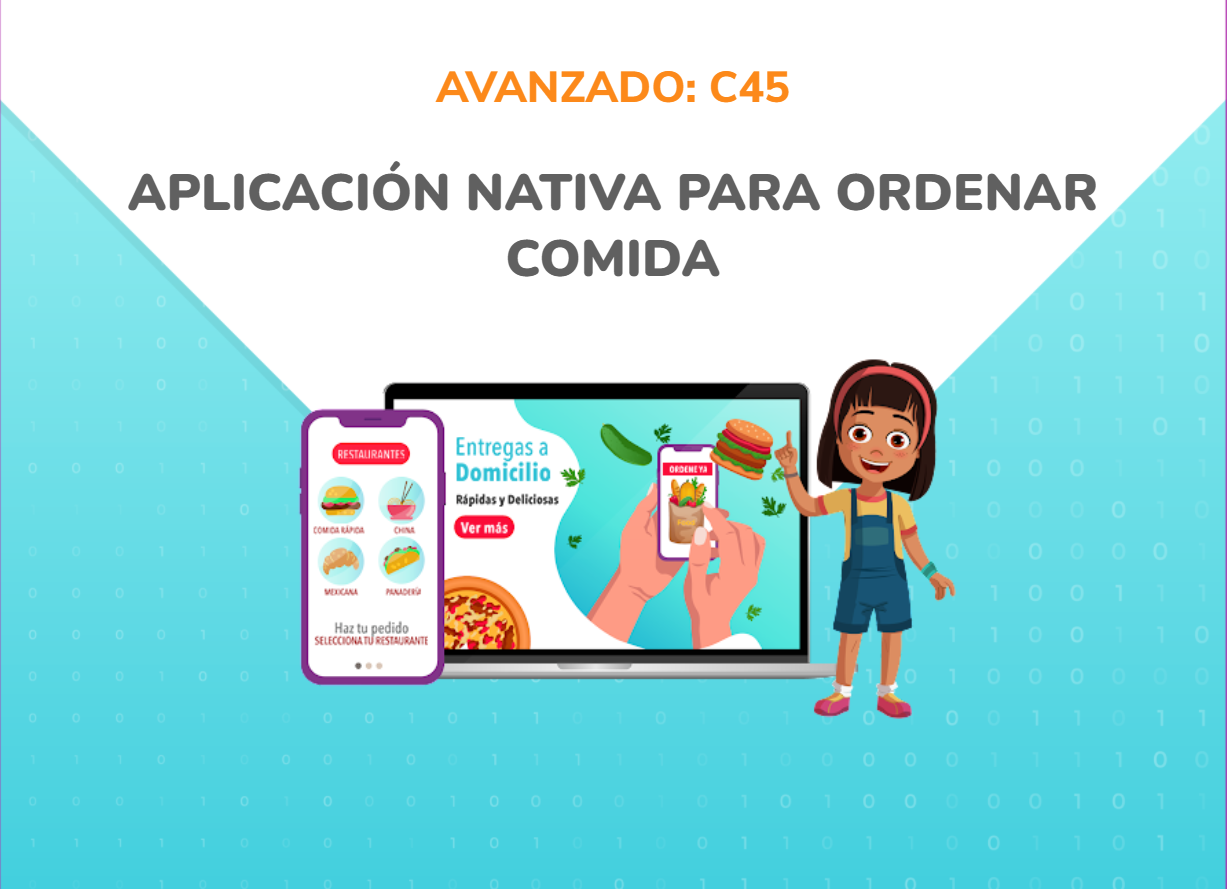 AVANZADO: C45
APLICACIÓN NATIVA PARA ORDENAR
COMIDA
RESTAURANTES
COMIDA RÁPIDA
CHINA
MEXICANA
PANADERÍA
Haz tu pedido
SELECCIONA TU RESTAURANTE
Entregas a
Domicilio
Rápidas y Deliciosas
Ver más
ORDENE YA